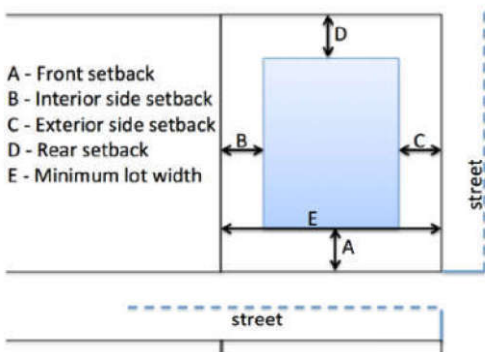 D
A - Front setback
B - Interior side setback
C - Exterior side setback
D - Rear setback
E - Minimum lot width
B
C
E
A
street
street